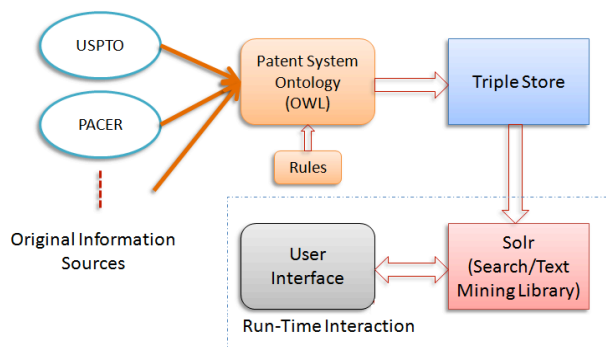 USPTO
Patent System
Ontology
(OWL)
Triple Store
PACER
Rules
Original Information
Sources
User
Interface
Solr
(Search/Text
Mining Library)
Run-Time Interaction